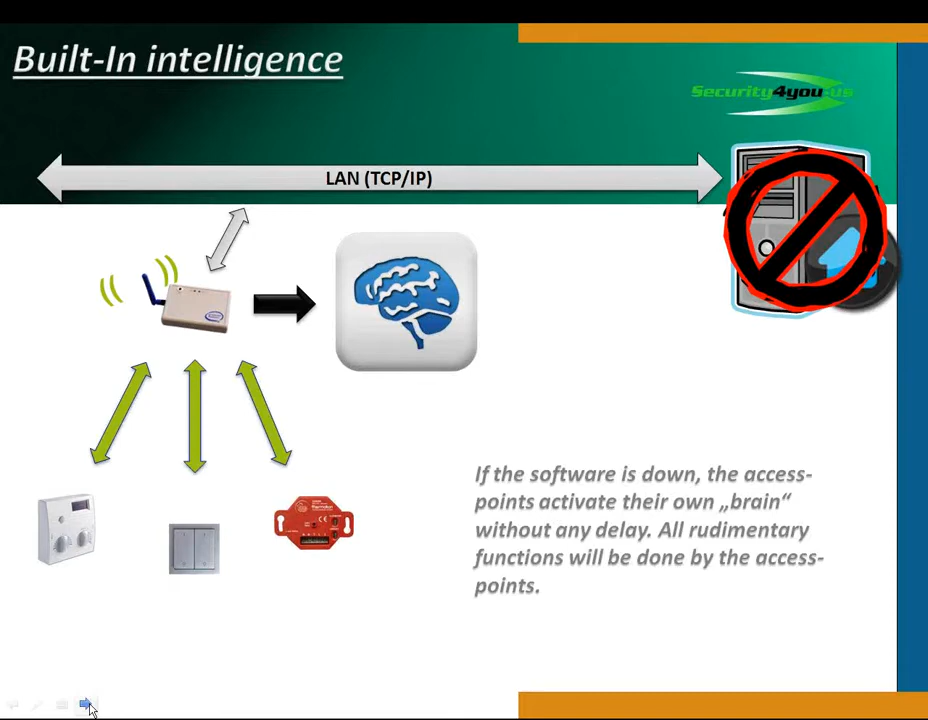 Built-In intelligence
Security4you-us
LAN (TCP/IP)
If the software is down, the access-
points activate their own „brain“
without any delay. All rudimentary
functions will be done by the access-
points.